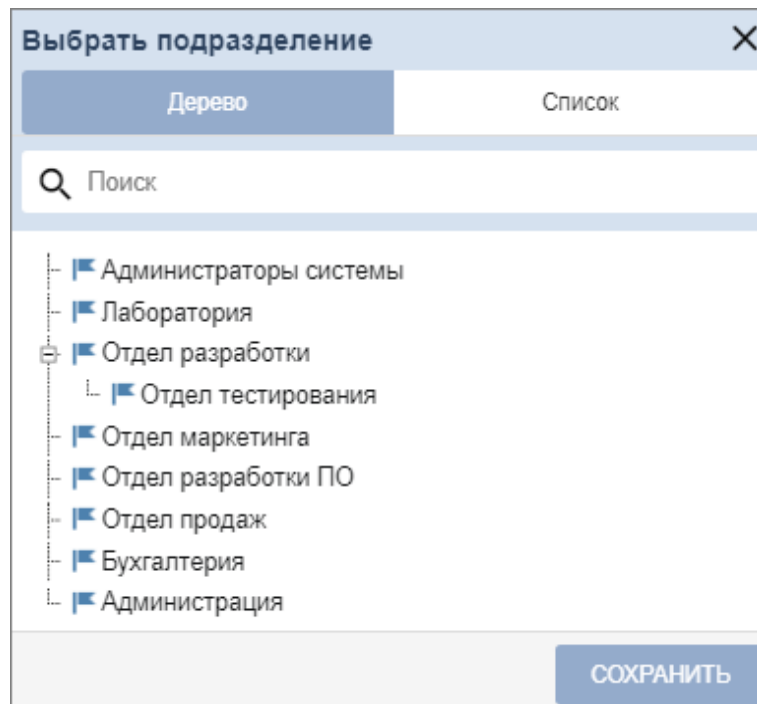 Выбрать подразделение
Дерево
Список
Поиск
Администраторы системы
Лаборатория
Отдел разработки
Отдел тестирования
Отдел маркетинга
Отдел разработки ПО
Отдел продаж
Бухгалтерия
Администрация
СОХРАНИТЬ